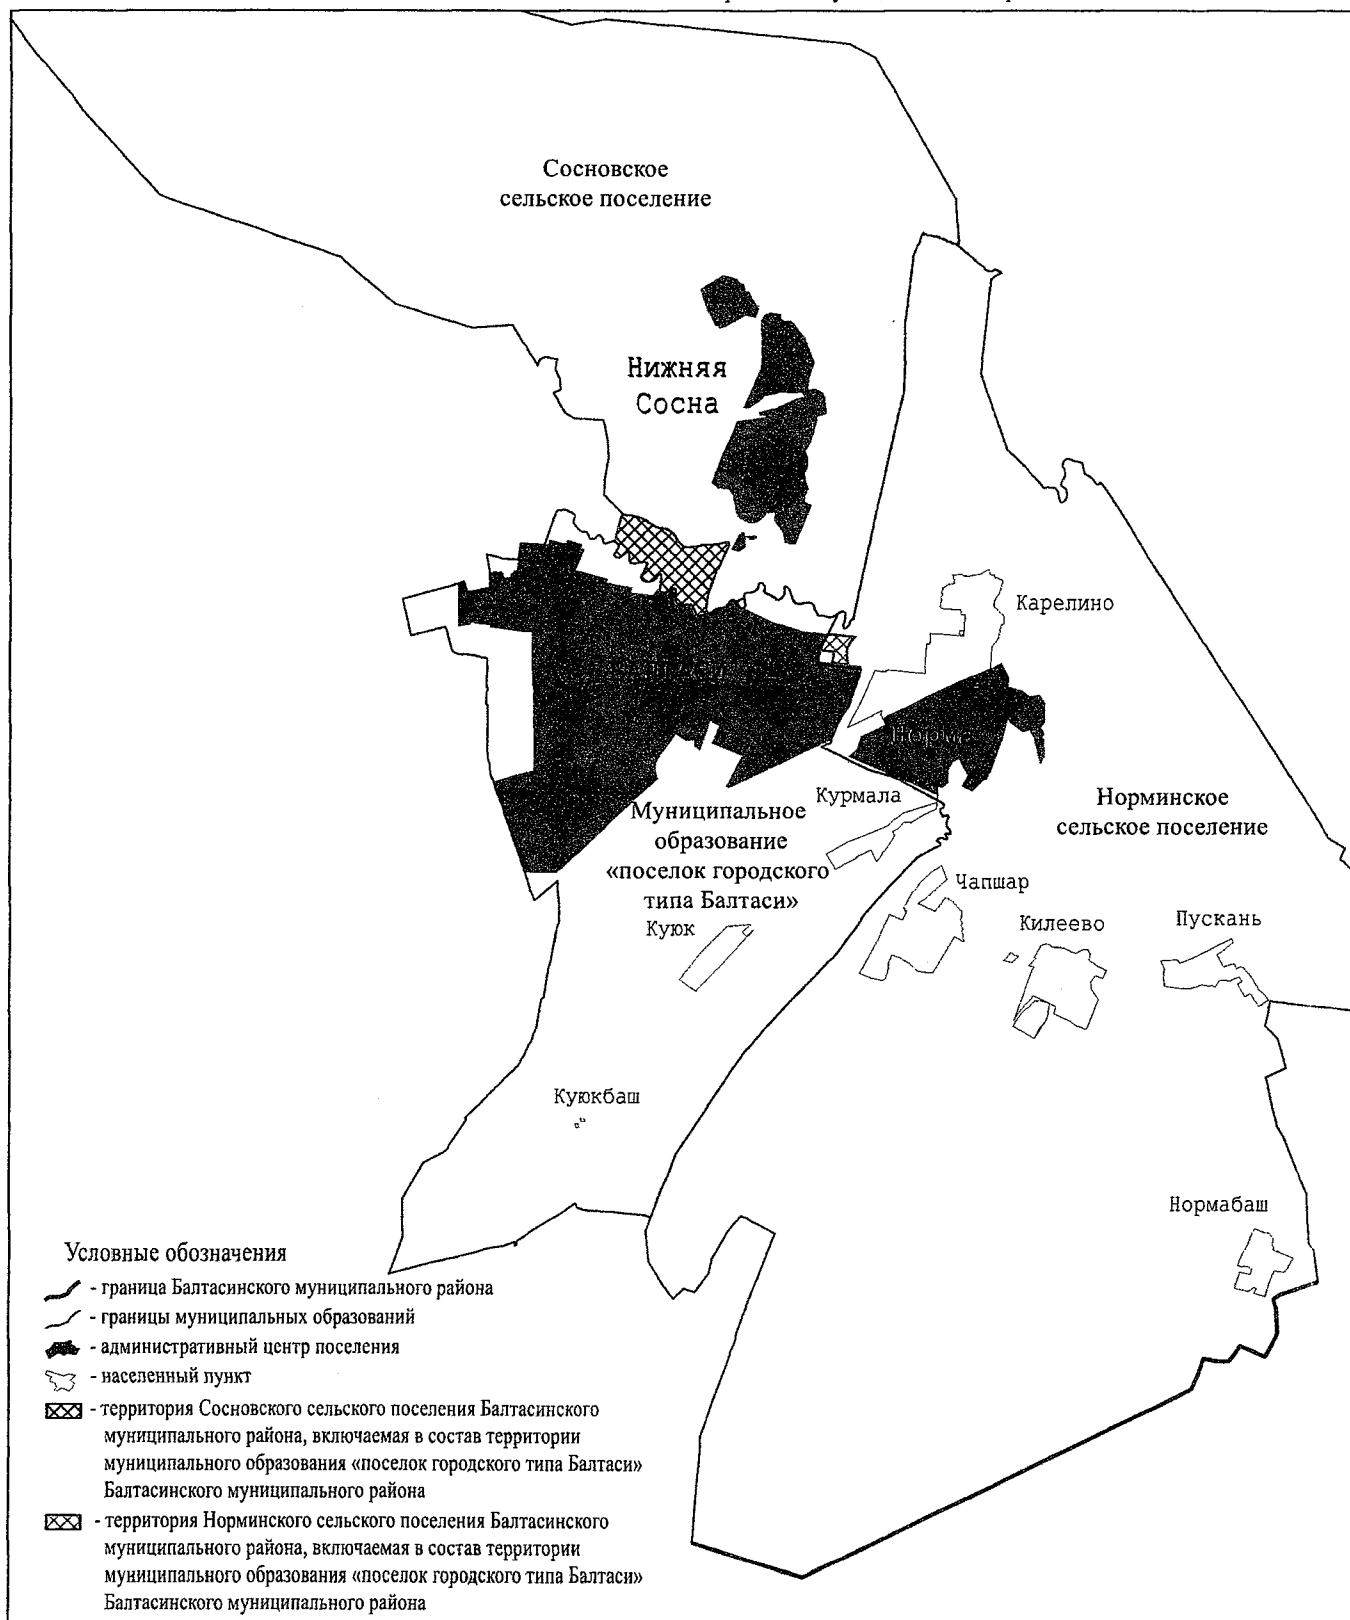 Сосновское
сельское поселение
Нижняя
Сосна
Карелино
Норма
Курмала
Муниципальное
образование
«поселок городского
типа Балтаси»
Норминское
сельское поселение
Чапшар
Куюк
Килеево
Пускань
Куюкбаш
Нормабаш
Условные обозначения
- граница Балтасинского муниципального района
- границы муниципальных образований
- административный центр поселения
- населенный пункт
- территория Сосновского сельского поселения Балтасинского
муниципального района, включаемая в состав территории
муниципального образования «поселок городского типа Балтаси»
Балтасинского муниципального района
- территория Норминского сельского поселения Балтасинского
муниципального района, включаемая в состав территории
муниципального образования «поселок городского типа Балтаси»
Балтасинского муниципального района